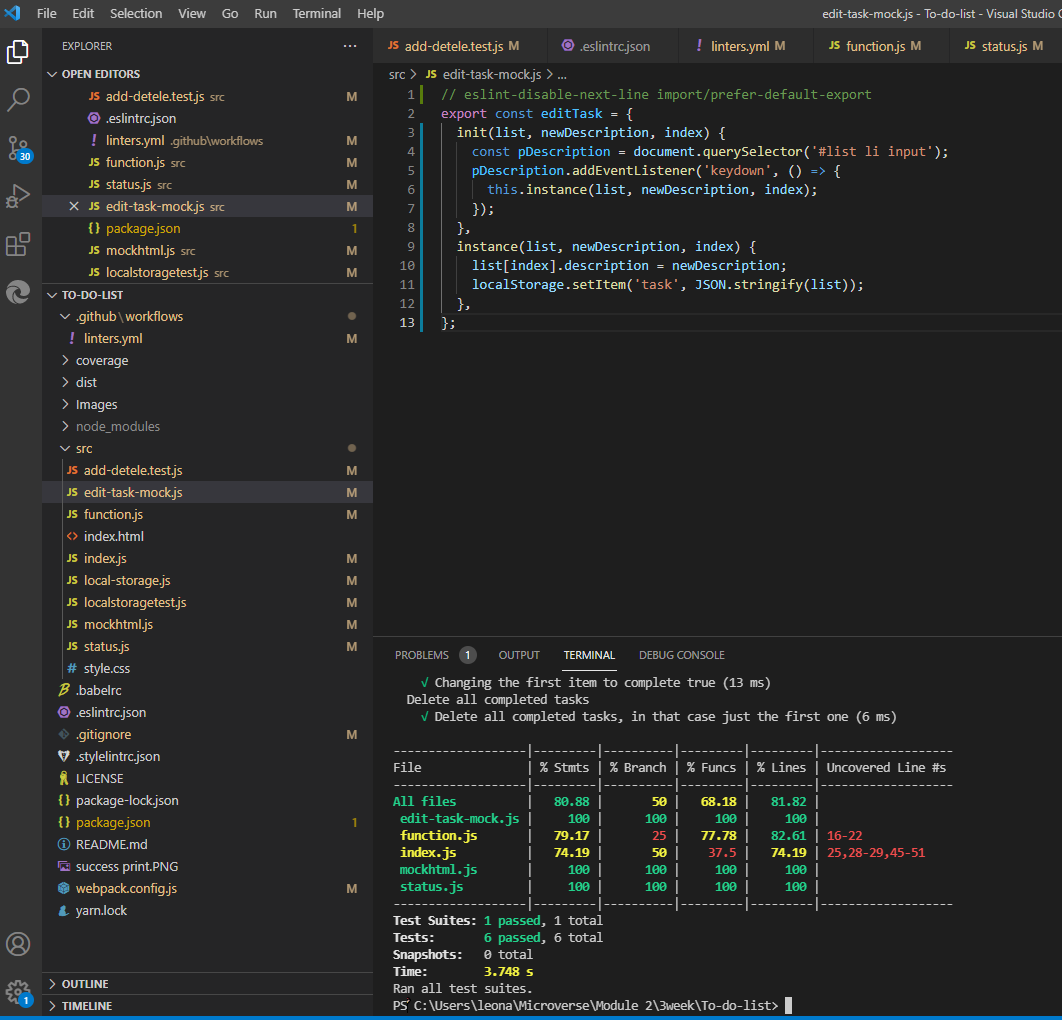 File Edit Selection View Go Run Terminal Help edit-task-mock.js - To-do-list - Visual Studio
EXPLORER ...
OPEN EDITORS
add-detele.test.js src M
.eslintrc.json
linters.yml .github\workflows M
function.js src M
status.js src M
edit-task-mock.js src M
package.json 1
mockhtml.js src M
localstoragetest.js src M
TO-DO-LIST
.github\workflows
linters.yml M
coverage
dist
Images
node_modules
src
add-detele.test.js M
edit-task-mock.js M
function.js M
index.html
index.js M
local-storage.js M
localstoragetest.js M
mockhtml.js M
status.js M
style.css
.babelrc
.eslintrc.json
.gitignore M
.stylelintrc.json
LICENSE
package-lock.json
package.json 1
README.md
success print.PNG
webpack.config.js M
yarn.lock
OUTLINE
TIMELINE
30
1
JS add-detele.test.js M .eslintrc.json ! linters.yml M JS function.js M JS status.js M
src > JS edit-task-mock.js > ...
1 // eslint-disable-next-line import/prefer-default-export
2 export const editTask = {
3 init(list, newDescription, index) {
4 const pDescription = document.querySelector('#list li input');
5 pDescription.addEventListener('keydown', () => {
6 this.instance(list, newDescription, index);
7 });
8 },
9 instance(list, newDescription, index) {
10 list[index].description = newDescription;
11 localStorage.setItem('task', JSON.stringify(list));
12 },
13 };
PROBLEMS 1 OUTPUT TERMINAL DEBUG CONSOLE
√ Changing the first item to complete true (13 ms)
Delete all completed tasks
√ Delete all completed tasks, in that case just the first one (6 ms)
-------------------|---------|----------|---------|---------|-------------------
File | % Stmts | % Branch | % Funcs | % Lines | Uncovered Line #s
-------------------|---------|----------|---------|---------|-------------------
All files | 80.88 | 50 | 68.18 | 81.82 |
edit-task-mock.js | 100 | 100 | 100 | 100 |
function.js | 79.17 | 25 | 77.78 | 82.61 | 16-22
index.js | 74.19 | 50 | 37.5 | 74.19 | 25,28-29,45-51
mockhtml.js | 100 | 100 | 100 | 100 |
status.js | 100 | 100 | 100 | 100 |
-------------------|---------|----------|---------|---------|-------------------
Test Suites: 1 passed, 1 total
Tests: 6 passed, 6 total
Snapshots: 0 total
Time: 3.748 s
Ran all test suites.
PS C:\Users\leona\Microverse\Module 2\3week\To-do-list>